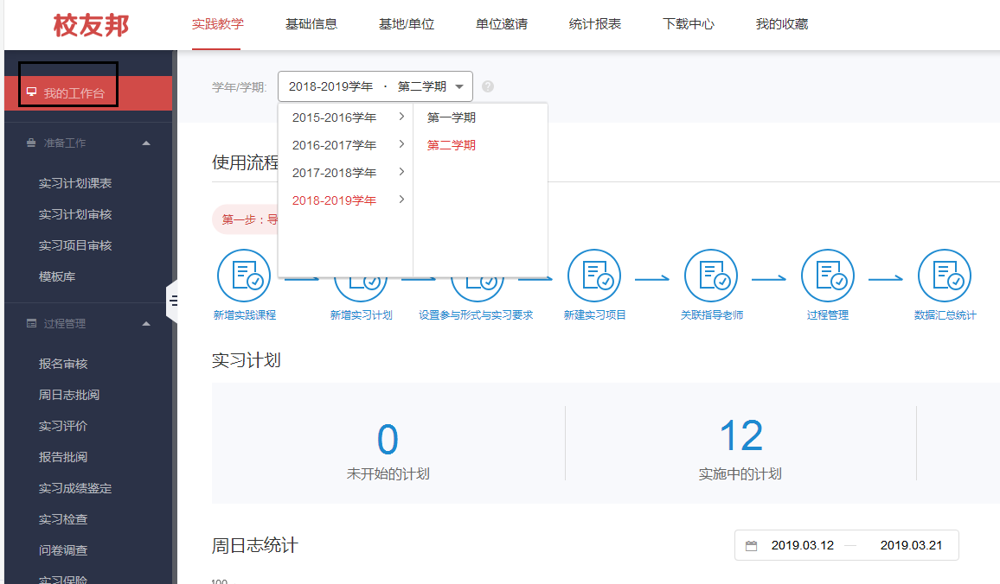 校友邦
实践教学 基础信息 基地/单位 单位邀请 统计报表 下载中心 我的收藏
我的工作台
准备工作
实习计划课表
实习计划审核
实习项目审核
模板库
过程管理
报名审核
周日志批阅
实习评价
报告批阅
实习成绩鉴定
实习检查
问卷调查
实习保险
学年/学期: 2018-2019学年 · 第二学期 ?
2015-2016学年 > 第一学期
2016-2017学年 > 第二学期
2017-2018学年 >
2018-2019学年 >
使用流程
第一步：导
新增实践课程 新增实习计划 设置参与形式与实习要求 新建实习项目 关联指导老师 过程管理 数据汇总统计
实习计划
0 12
未开始的计划 实施中的计划
周日志统计 2019.03.12 — 2019.03.21
100